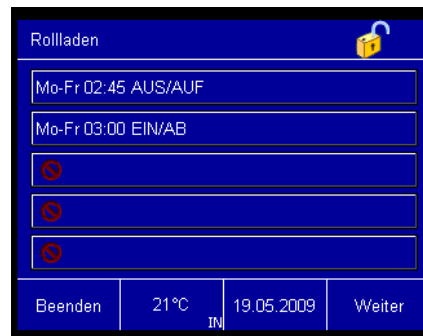 Rollladen
Mo-Fr 02:45 AUS/AUF
Mo-Fr 03:00 EIN/AB
Beenden 21°C IN 19.05.2009 Weiter